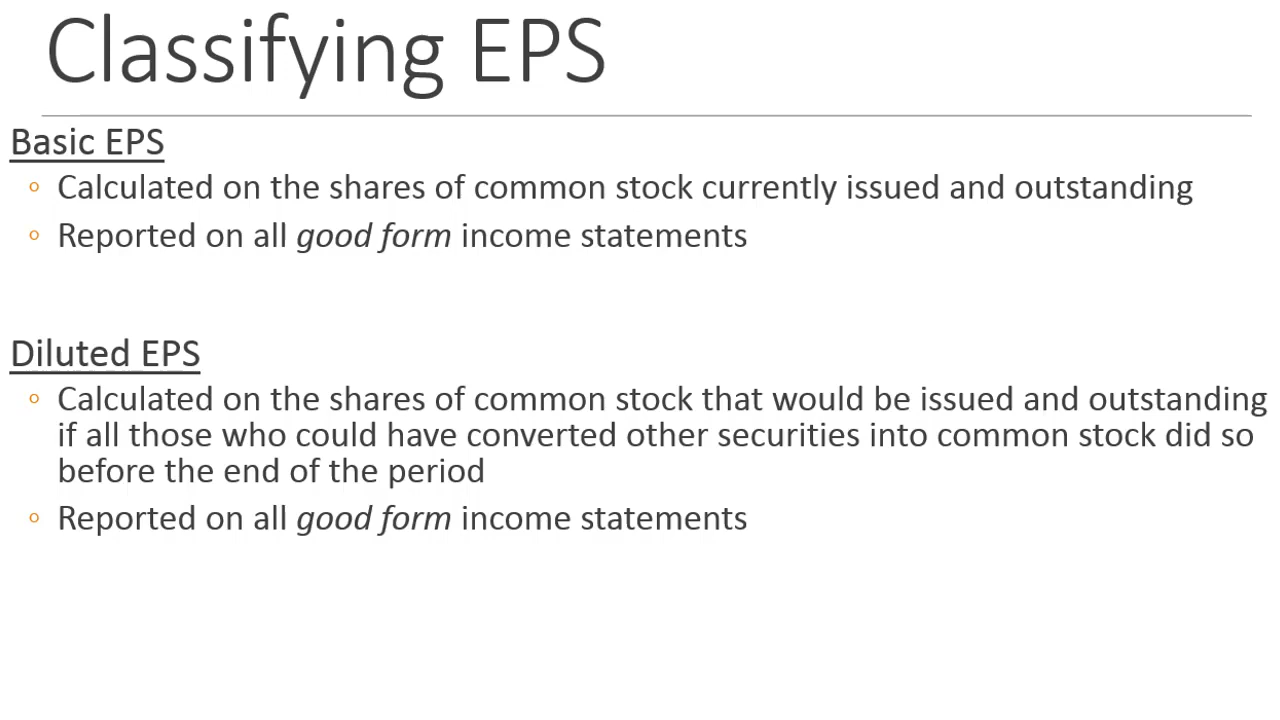 Classifying EPS
Basic EPS
◦ Calculated on the shares of common stock currently issued and outstanding
◦ Reported on all good form income statements
Diluted EPS
◦ Calculated on the shares of common stock that would be issued and outstanding
if all those who could have converted other securities into common stock did so
before the end of the period
◦ Reported on all good form income statements